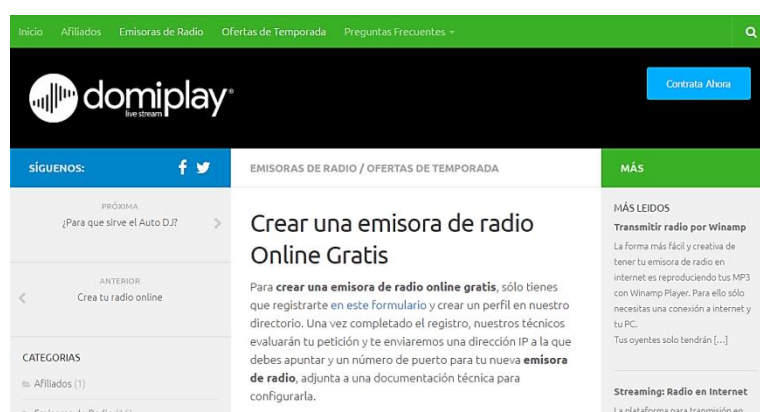 Inicio Afiliados Emisoras de Radio Ofertas de Temporada Preguntas Frecuentes
domiplay®
live stream
Contrata Ahora
SÍGUENOS:
EMISORAS DE RADIO / OFERTAS DE TEMPORADA
MÁS
PRÓXIMA
¿Para que sirve el Auto DJ?
ANTERIOR
Crea tu radio online
CATEGORIAS
Afiliados (1)
Crear una emisora de radio
Online Gratis
Para crear una emisora de radio online gratis, sólo tienes
que registrarte en este formulario y crear un perfil en nuestro
directorio. Una vez completado el registro, nuestros técnicos
evaluarán tu petición y te enviaremos una dirección IP a la que
debes apuntar y un número de puerto para tu nueva emisora
de radio, adjunta a una documentación técnica para
configurarla.
MÁS LEIDOS
Transmitir radio por Winamp
La forma más fácil y creativa de
tener tu emisora de radio en
internet es reproduciendo tus MP3
con Winamp Player. Para ello sólo
necesitas una conexión a internet y
tu PC.
Tus oyentes solo tendrán […]
Streaming: Radio en Internet
La plataforma para tranmisión en